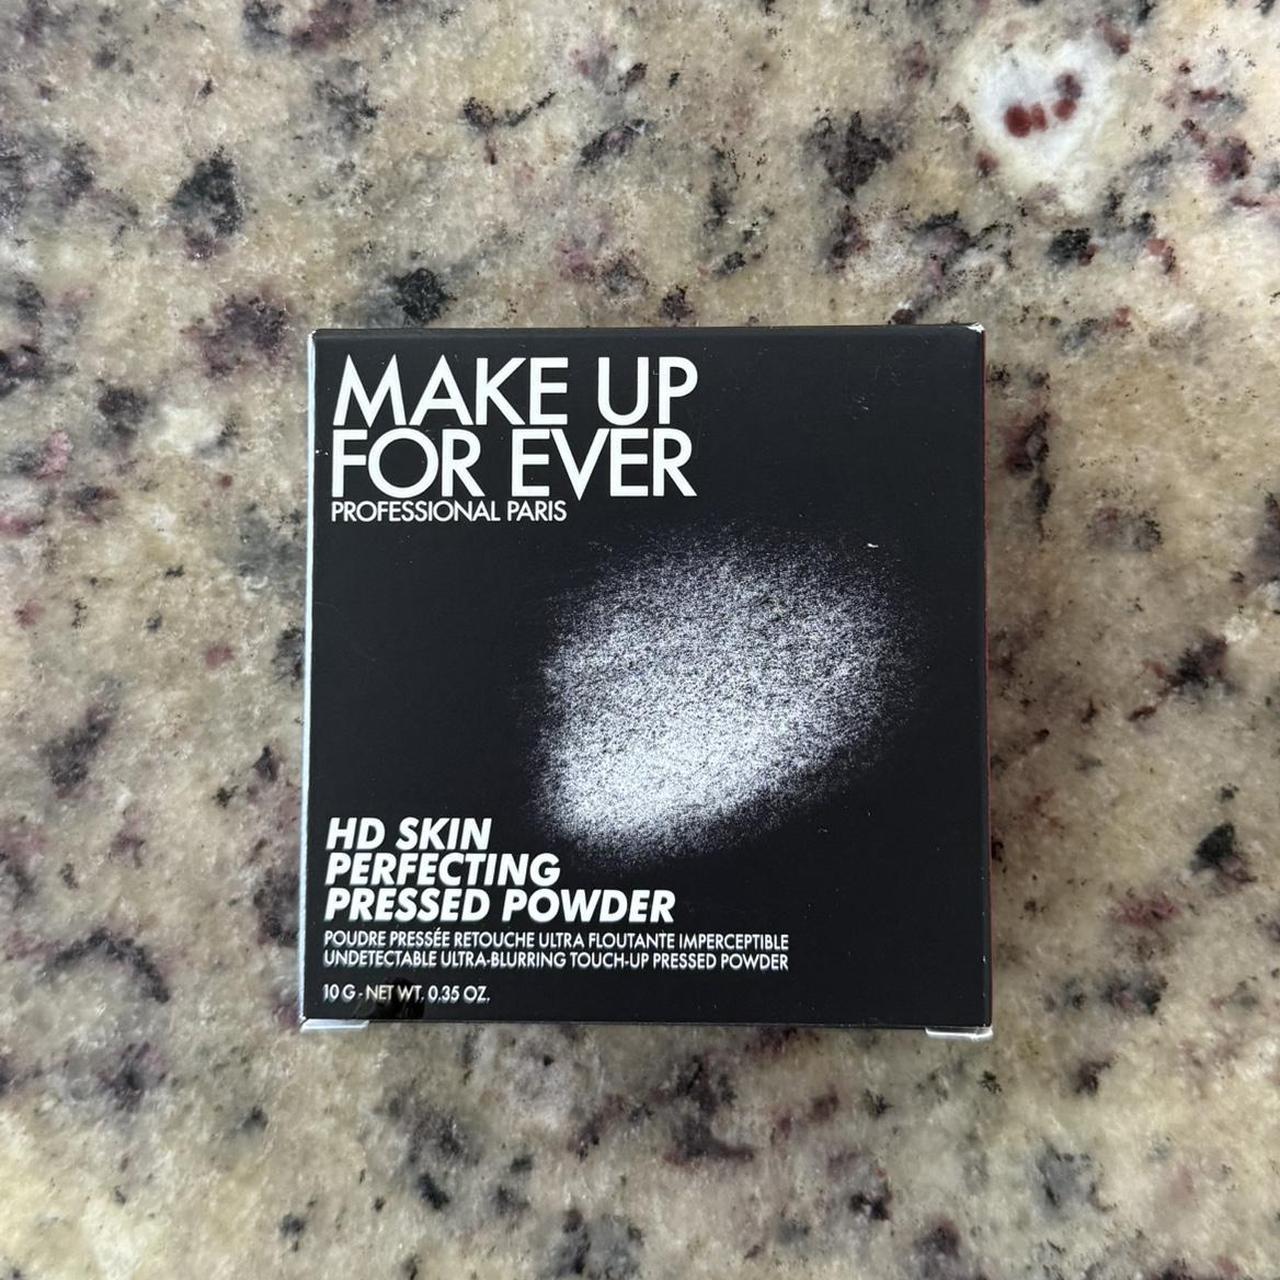 MAKE UP
FOR EVER
PROFESSIONAL PARIS
HD SKIN
PERFECTING
PRESSED POWDER
POUDRE PRESSÉE RETOUCHE ULTRA FLOUTANTE IMPERCEPTIBLE
UNDETECTABLE ULTRA-BLURRING TOUCH-UP PRESSED POWDER
10 G - NET WT. 0.35 OZ.